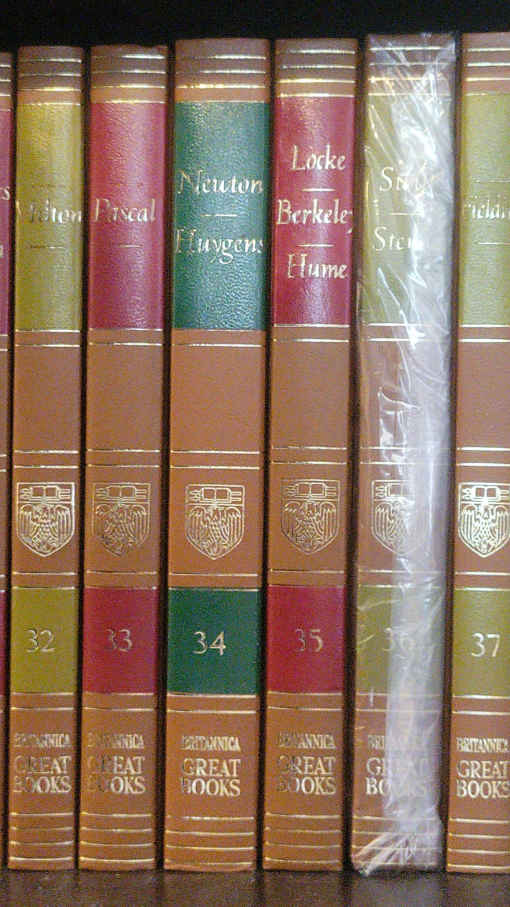 Milton
32
BRITANNICA
GREAT
BOOKS
Pascal
33
BRITANNICA
GREAT
BOOKS
Newton
Huygens
34
BRITANNICA
GREAT
BOOKS
Locke
Berkeley
Hume
35
BRITANNICA
GREAT
BOOKS
36
37
BRITANNICA
GREAT
BOOKS